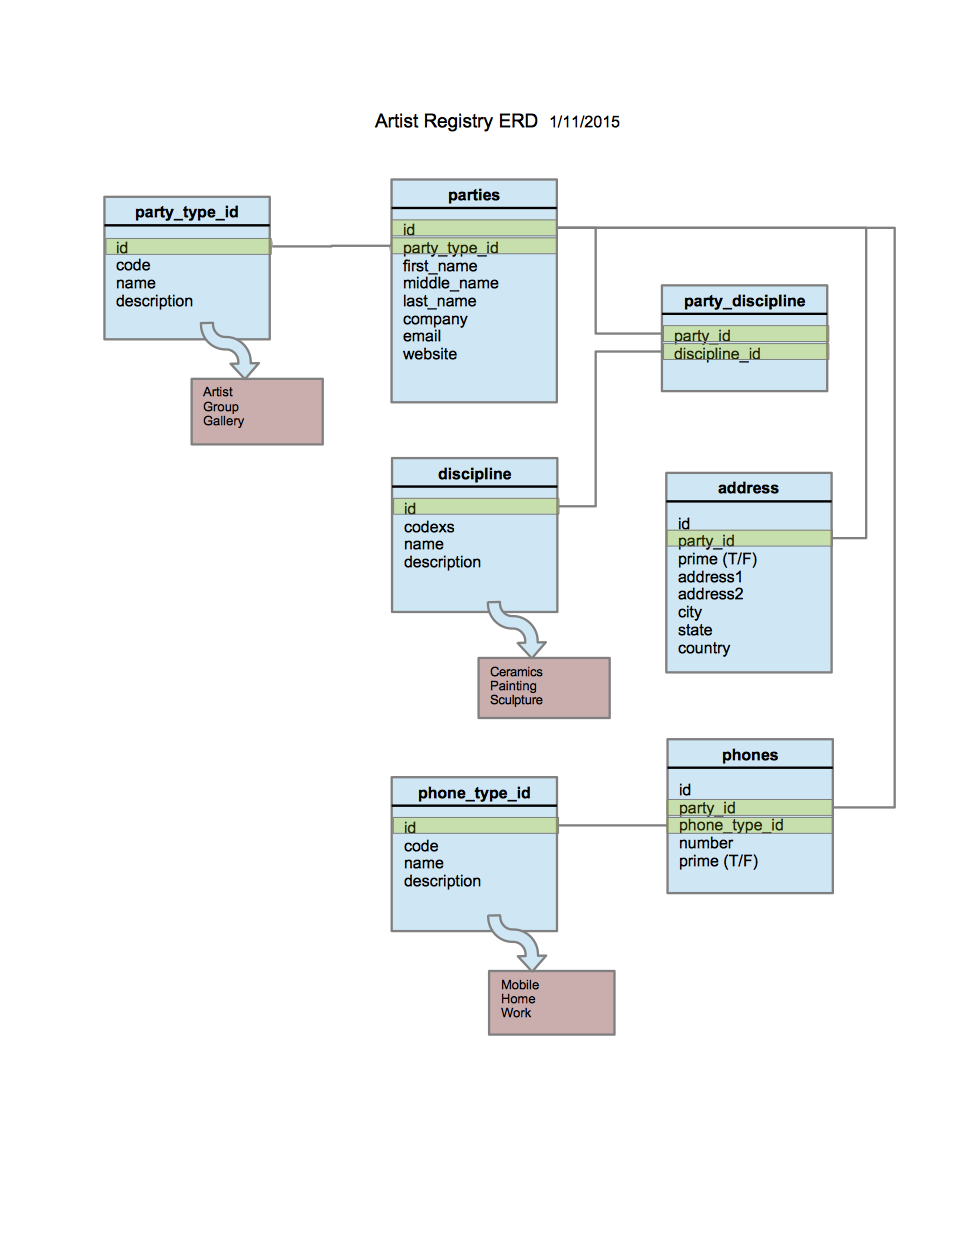 Artist Registry ERD 1/11/2015
party_type_id
id
code
name
description
Artist
Group
Gallery
parties
id
party_type_id
first_name
middle_name
last_name
company
email
website
party_discipline
party_id
discipline_id
discipline
id
codexs
name
description
Ceramics
Painting
Sculpture
address
id
party_id
prime (T/F)
address1
address2
city
state
country
phone_type_id
id
code
name
description
Mobile
Home
Work
phones
id
party_id
phone_type_id
number
prime (T/F)